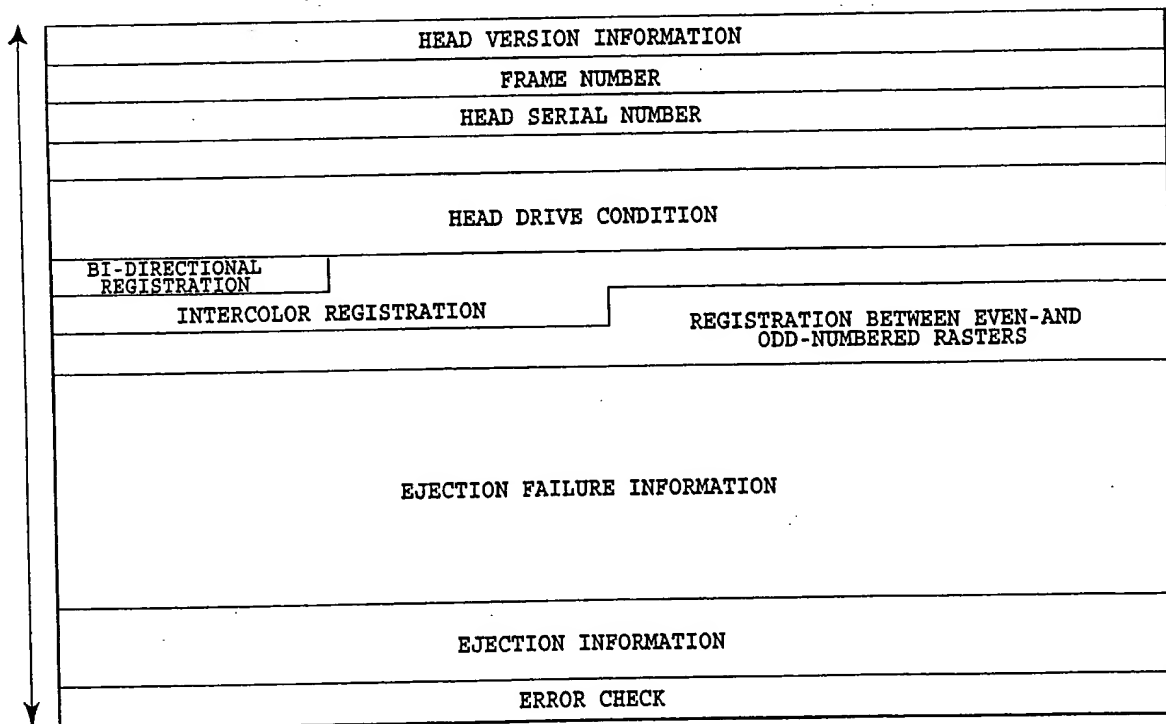 HEAD VERSION INFORMATION
FRAME NUMBER
HEAD SERIAL NUMBER
HEAD DRIVE CONDITION
BI-DIRECTIONAL
REGISTRATION
INTERCOLOR REGISTRATION
REGISTRATION BETWEEN EVEN-AND
ODD-NUMBERED RASTERS
EJECTION FAILURE INFORMATION
EJECTION INFORMATION
ERROR CHECK